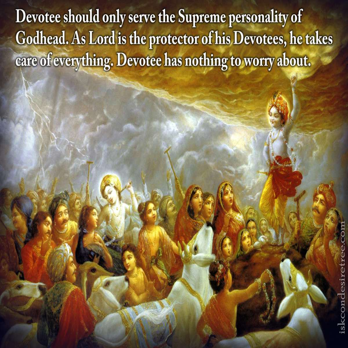 Devotee should only serve the Supreme personality of
Godhead. As Lord is the protector of his Devotees, he takes
care of everything. Devotee has nothing to worry about.
iskcondesiretree.com